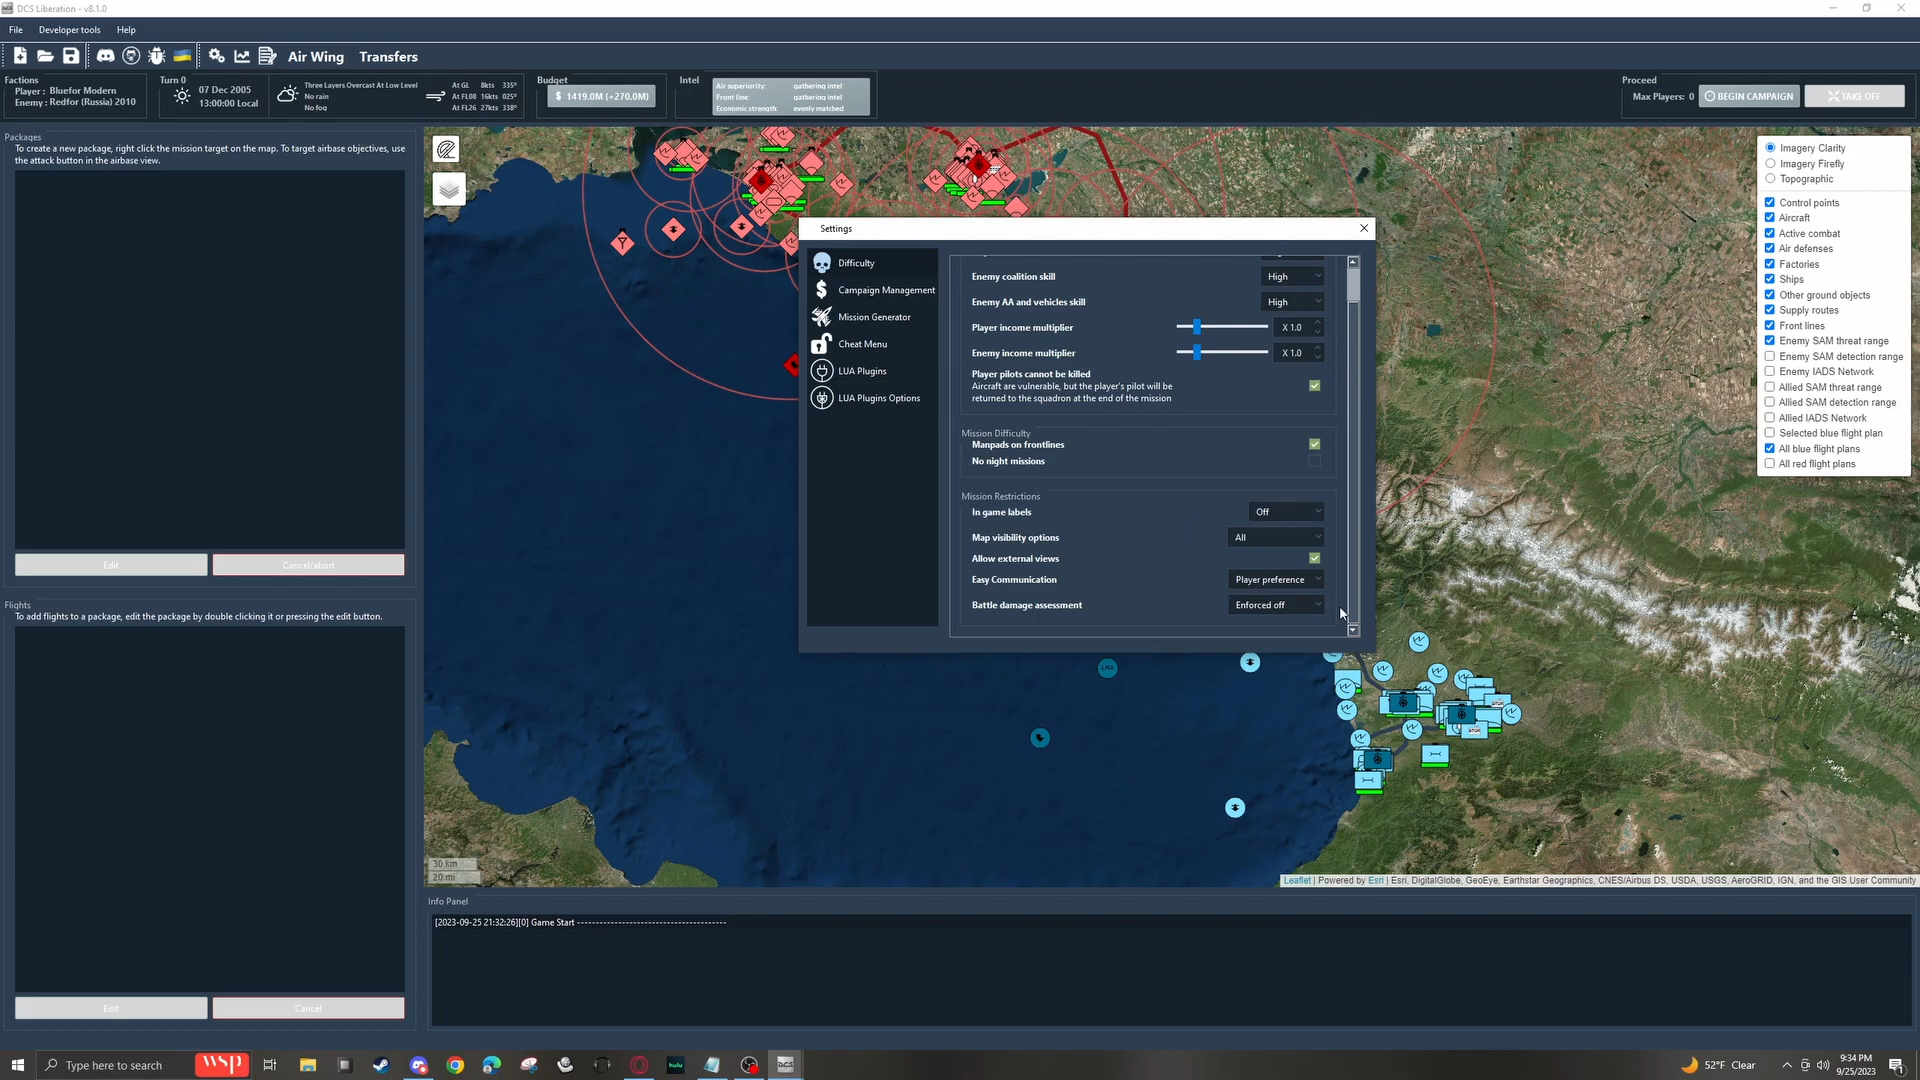 DCS Liberation - v8.1.0
File Developer tools Help
Air Wing Transfers
Factions
Player : Bluefor Modern
Enemy : Redfor (Russia) 2010
Turn 0
07 Dec 2005
13:00:00 Local
Three Layers Overcast At Low Level
No rain
No fog
At GL 8kts 335º
At FL08 16kts 025º
At FL26 27kts 338º
Budget
$ 1419.0M (+270.0M)
Intel
Air superiority: gathering intel
Front line: gathering intel
Economic strength: evenly matched
Proceed
Max Players: 0 BEGIN CAMPAIGN TAKE OFF
Packages
To create a new package, right click the mission target on the map. To target airbase objectives, use
the attack button in the airbase view.
Edit Cancel/abort
Flights
To add flights to a package, edit the package by double clicking it or pressing the edit button.
Edit Cancel
Settings
Difficulty
Campaign Management
Mission Generator
Cheat Menu
LUA Plugins
LUA Plugins Options
Enemy coalition skill High
Enemy AA and vehicles skill High
Player income multiplier X 1.0
Enemy income multiplier X 1.0
Player pilots cannot be killed
Aircraft are vulnerable, but the player's pilot will be
returned to the squadron at the end of the mission
Mission Difficulty
Manpads on frontlines
No night missions
Mission Restrictions
In game labels Off
Map visibility options All
Allow external views
Easy Communication Player preference
Battle damage assessment Enforced off
Imagery Clarity
Imagery Firefly
Topographic
Control points
Aircraft
Active combat
Air defenses
Factories
Ships
Other ground objects
Supply routes
Front lines
Enemy SAM threat range
Enemy SAM detection range
Enemy IADS Network
Allied SAM threat range
Allied SAM detection range
Allied IADS Network
Selected blue flight plan
All blue flight plans
All red flight plans
30 km
20 mi
Leaflet | Powered by Esri | Esri, DigitalGlobe, GeoEye, Earthstar Geographics, CNES/Airbus DS, USDA, USGS, AeroGRID, IGN, and the GIS User Community
Info Panel
[2023-09-25 21:32:26][0] Game Start ------------------------------------------
Type here to search
wsp
hulu
52°F Clear
9:34 PM
9/25/2023